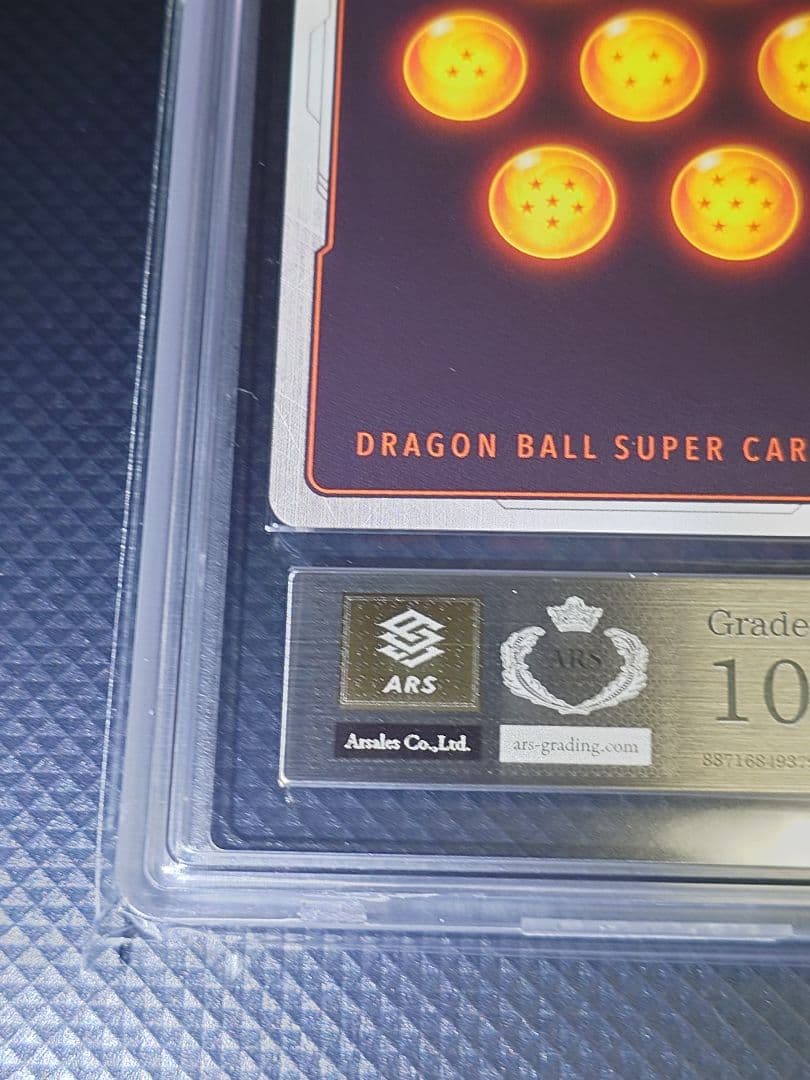 DRAGON BALL SUPER CAR
ARS
ARS
Arsales Co.,Ltd.
ars-grading.com
Grade
10